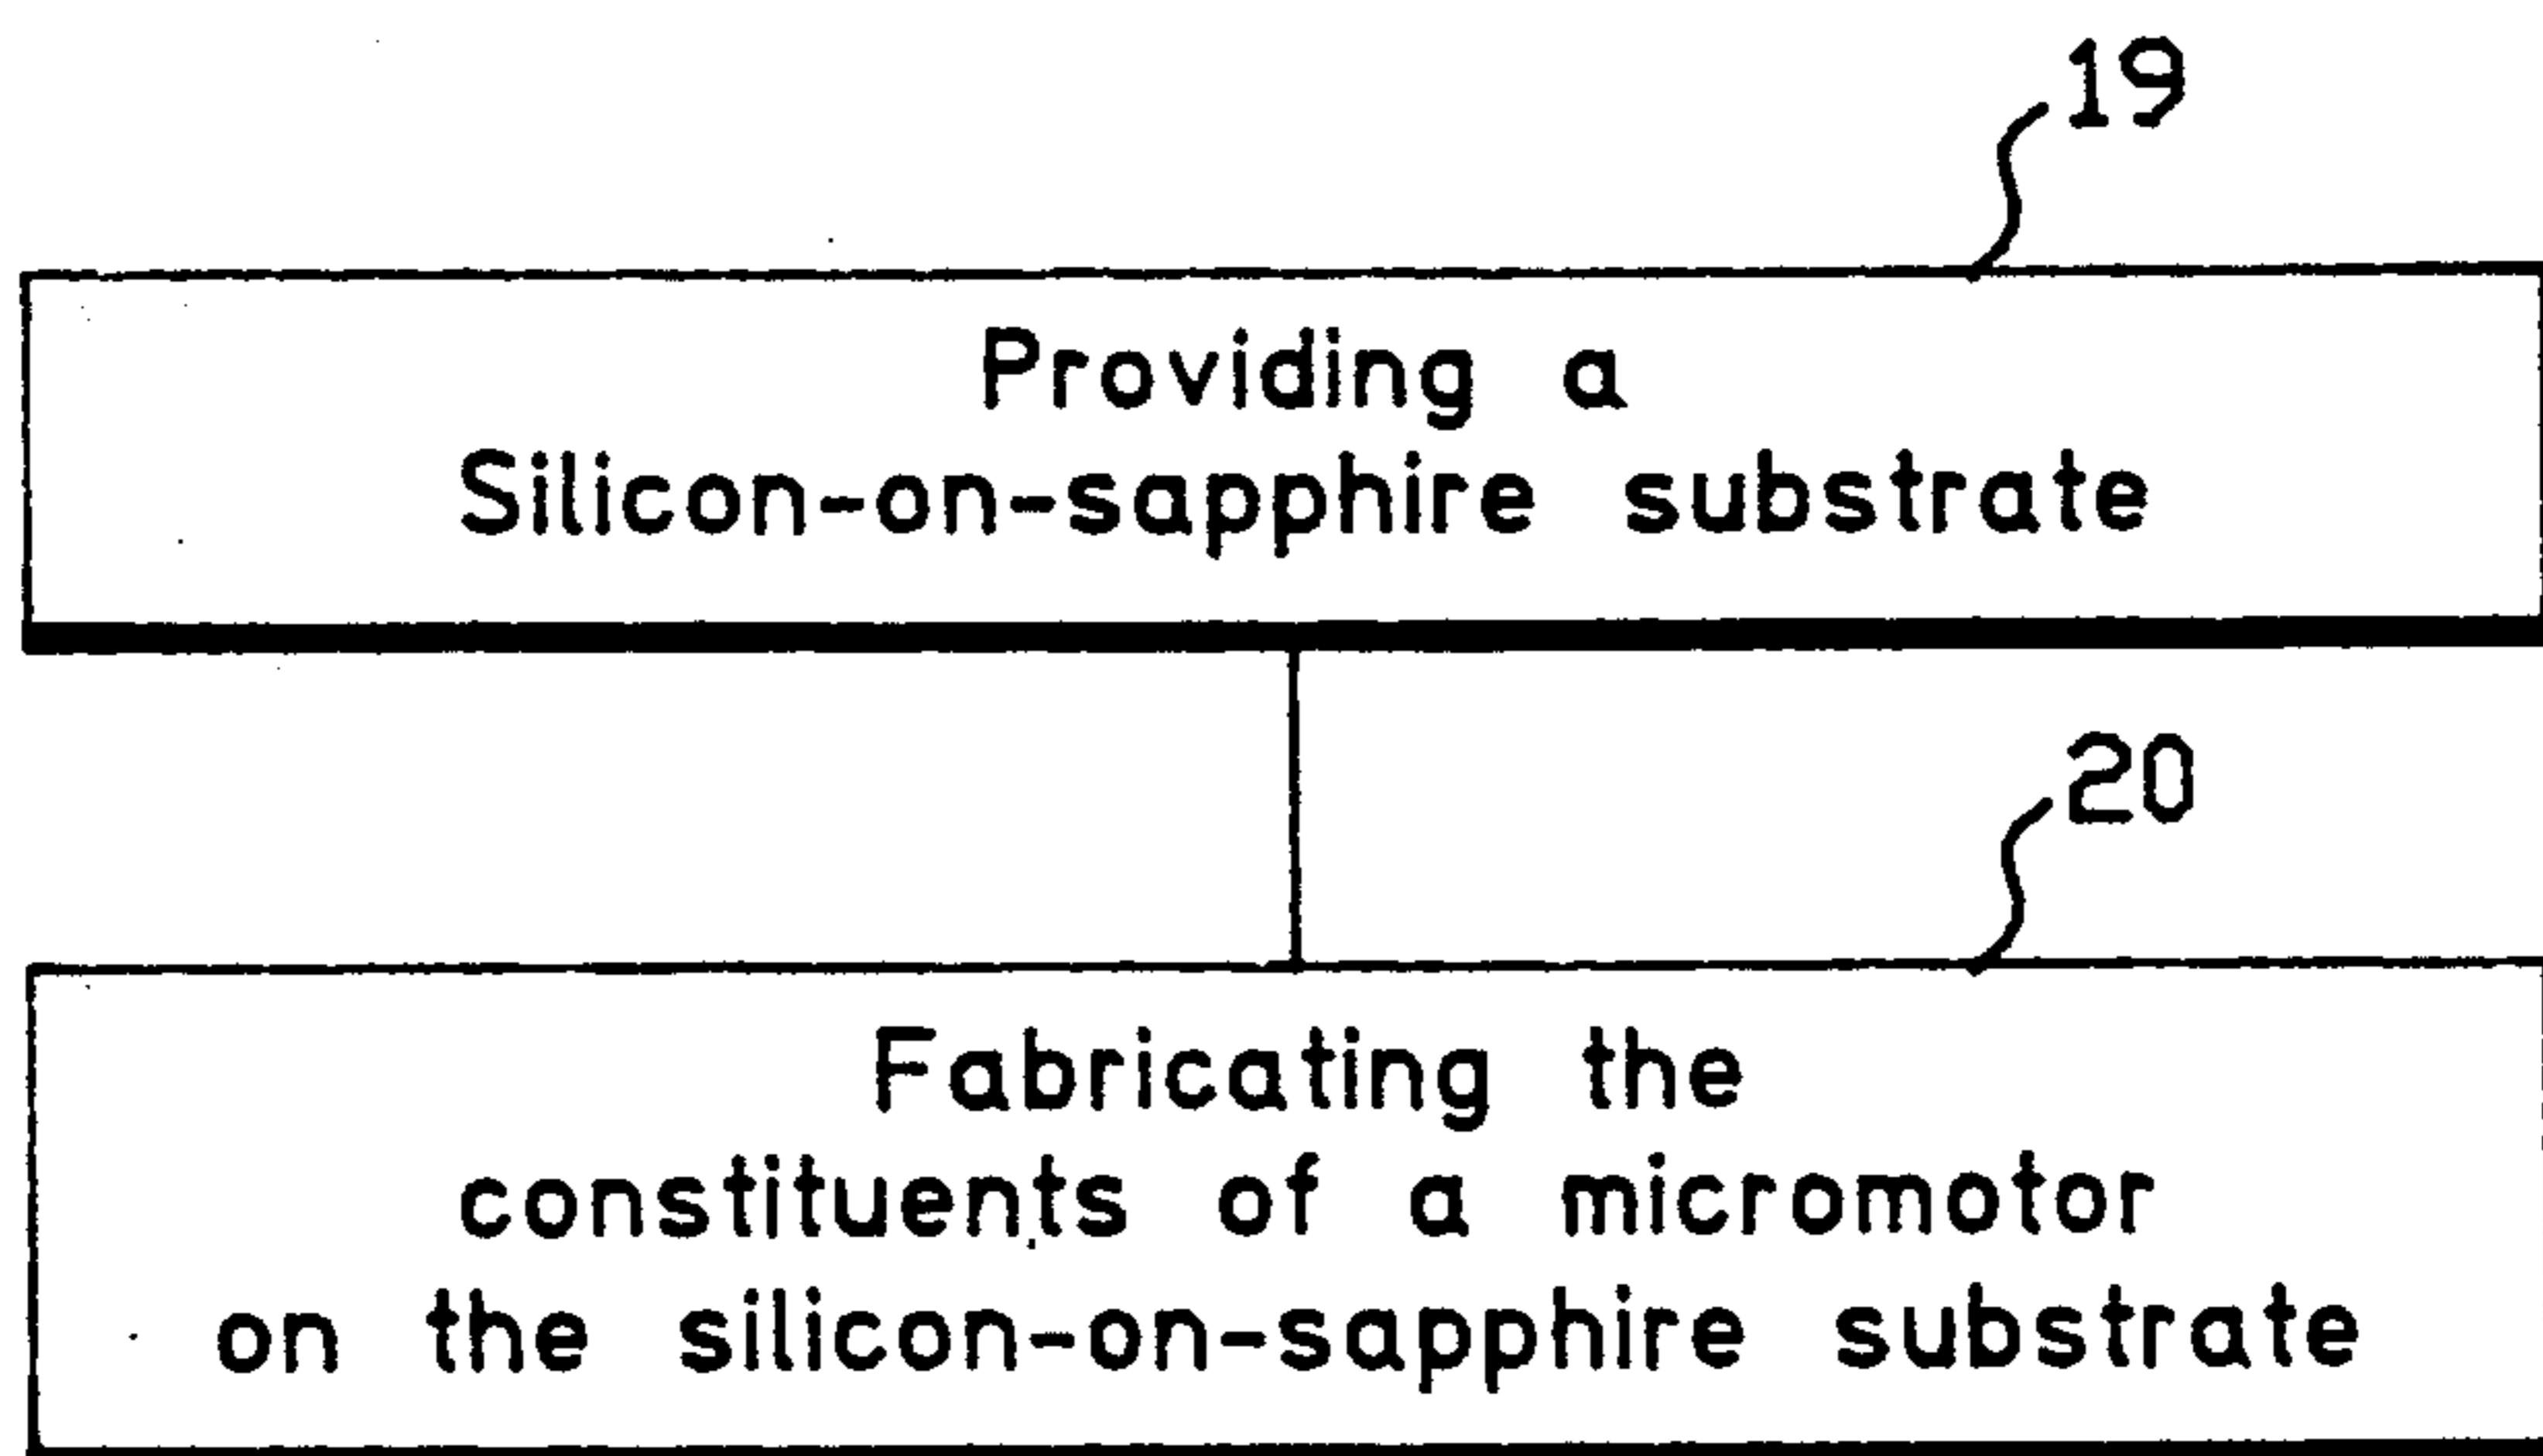 19
Providing a
Silicon-on-sapphire substrate
20
Fabricating the
constituents of a micromotor
on the silicon-on-sapphire substrate